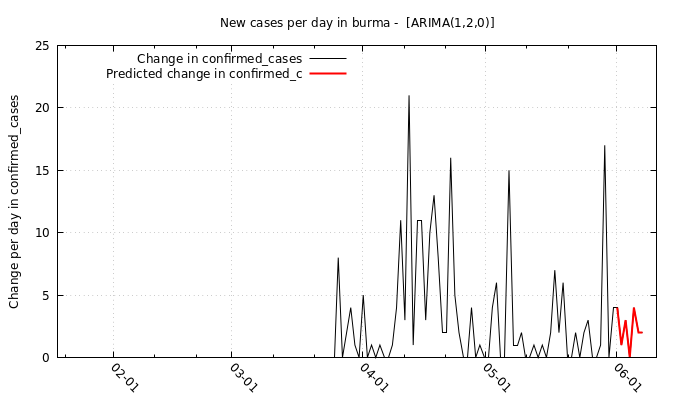 New cases per day in burma -  [ARIMA(1,2,0)]
Change in confirmed_cases
Predicted change in confirmed_c
Change per day in confirmed_cases
25
20
15
10
5
0
02-01
03-01
04-01
05-01
06-01